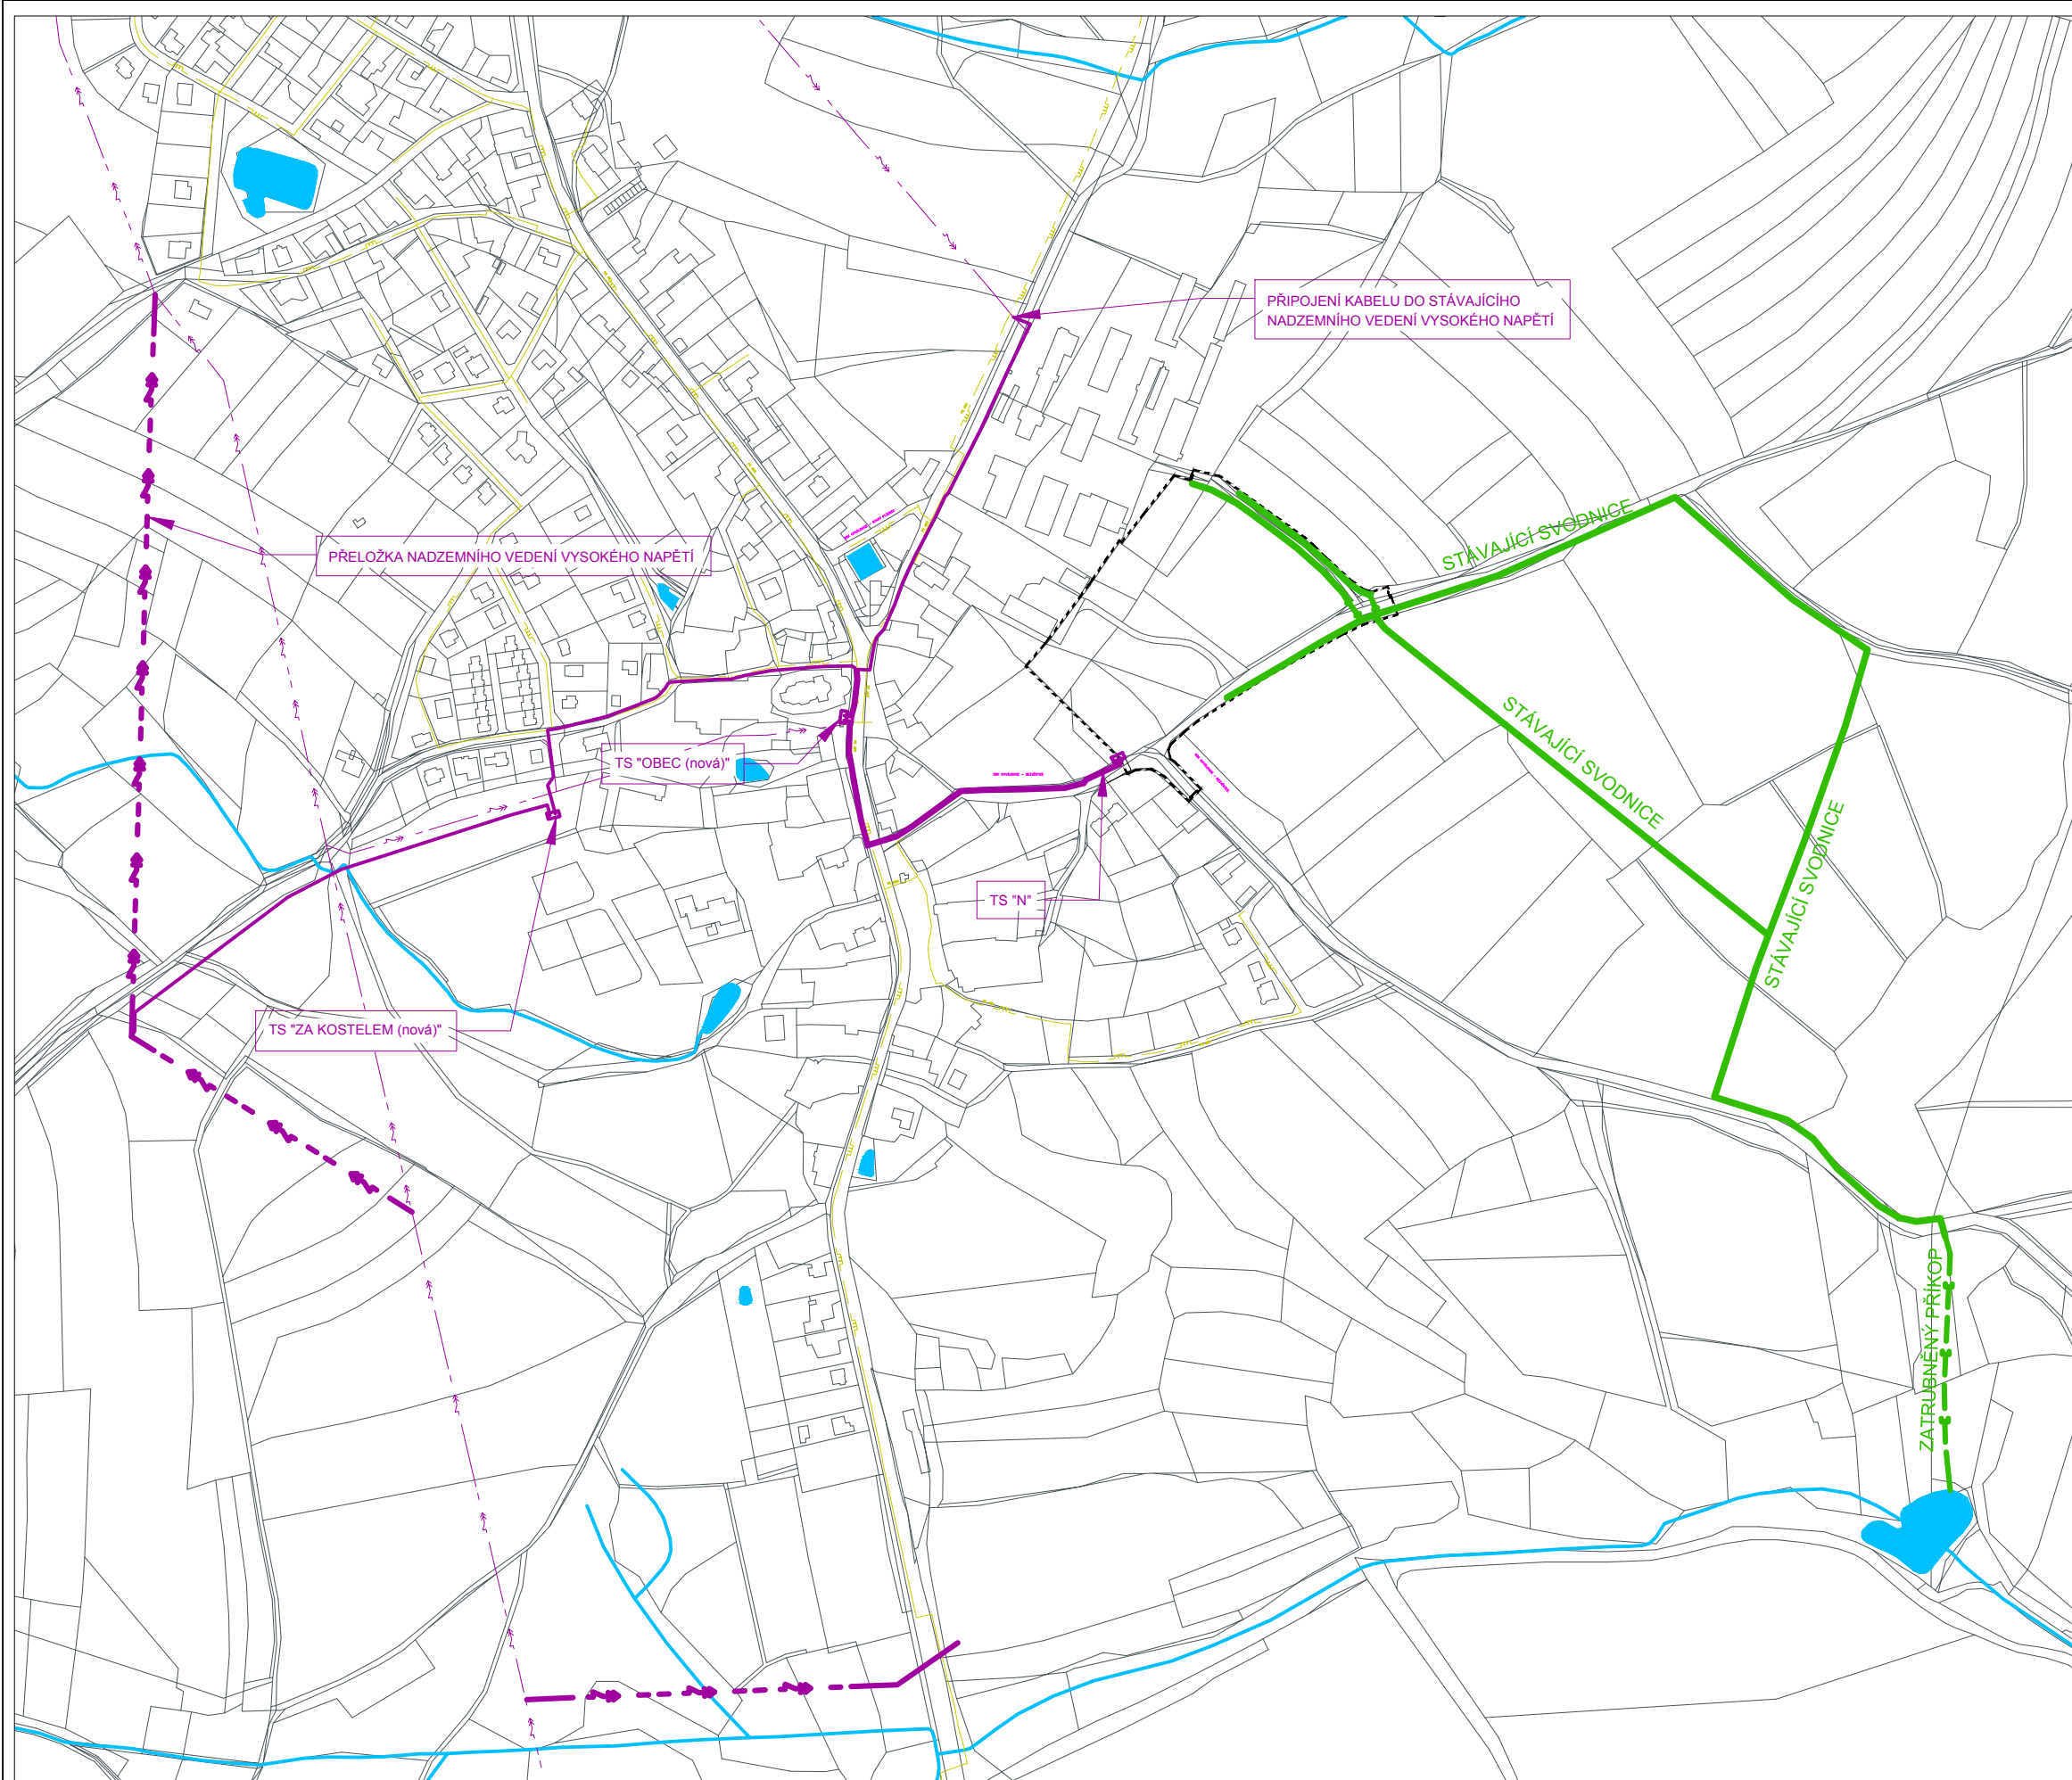 PŘIPOJENÍ KABELU DO STÁVAJÍCÍHO
NADZEMNÍHO VEDENÍ VYSOKÉHO NAPĚTÍ
STÁVAJÍCÍ SVODNICE
PŘELOŽKA NADZEMNÍHO VEDENÍ VYSOKÉHO NAPĚTÍ
STÁVAJÍCÍ SVODNICE
TS "OBEC (nová)"
STÁVAJÍCÍ SVODNICE
TS "N"
TS "ZA KOSTELEM (nová)"
ZATRUBNĚNÝ PŘÍKOP